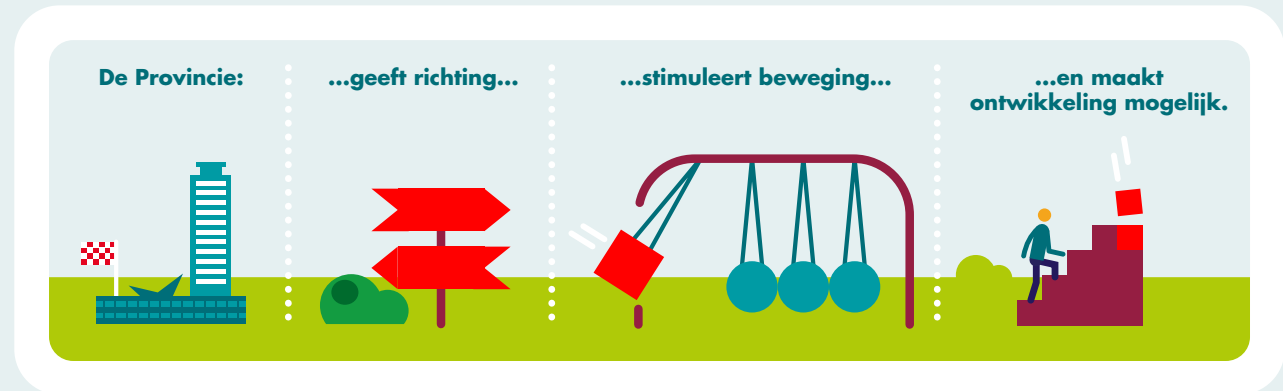 De Provincie:
...geeft richting...
...stimuleert beweging...
...en maakt
ontwikkeling mogelijk.